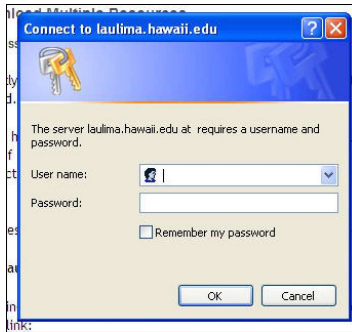 Connect to laulima.hawaii.edu
The server laulima.hawaii.edu at requires a username and
password.
User name:
Password:
Remember my password
OK
Cancel
link: